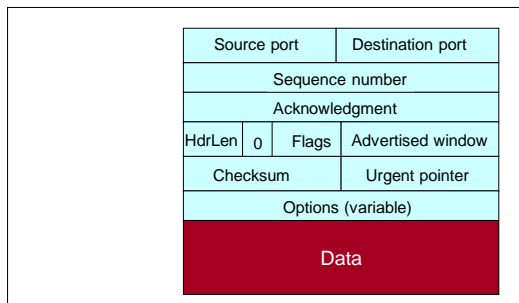 Source port Destination port
Sequence number
Acknowledgment
HdrLen 0 Flags Advertised window
Checksum Urgent pointer
Options (variable)
Data